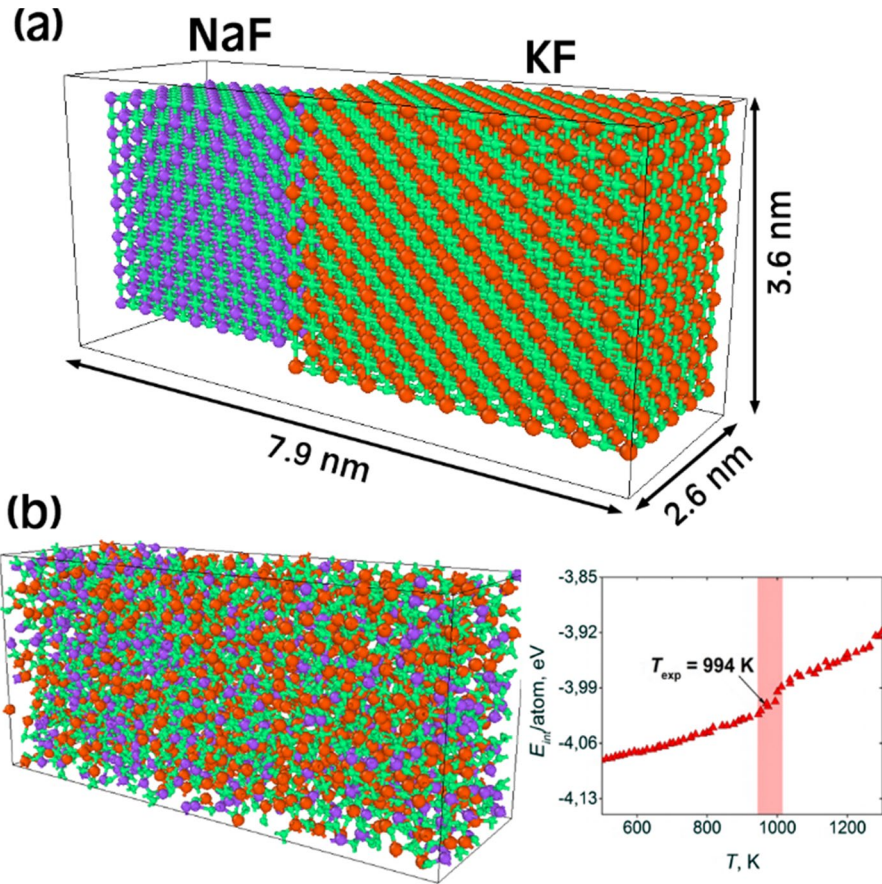 (a)
NaF
KF
3.6 nm
7.9 nm
2.6 nm
(b)
-3,85
-3,92
-3,99
-4,06
-4,13
E_int/atom, eV
T_exp = 994 K
600
800
1000
1200
T, K